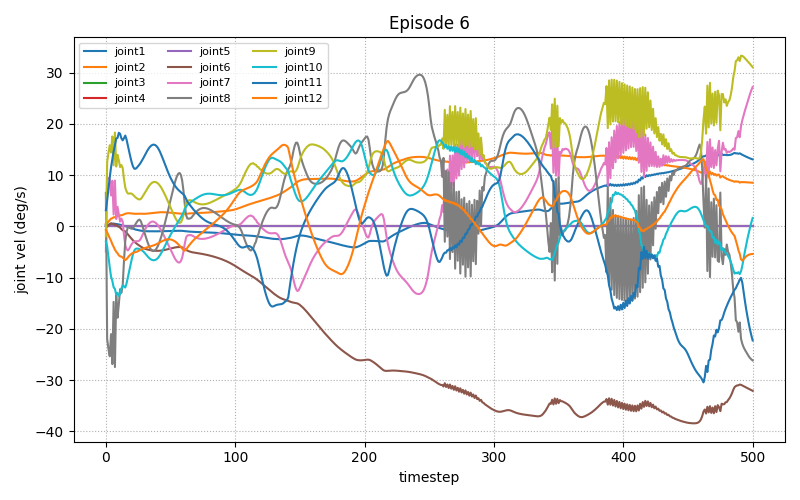 Episode 6
joint1 joint5 joint9
joint2 joint6 joint10
joint3 joint7 joint11
joint4 joint8 joint12
joint vel (deg/s)
30
20
10
0
−10
−20
−30
−40
0 100 200 300 400 500
timestep